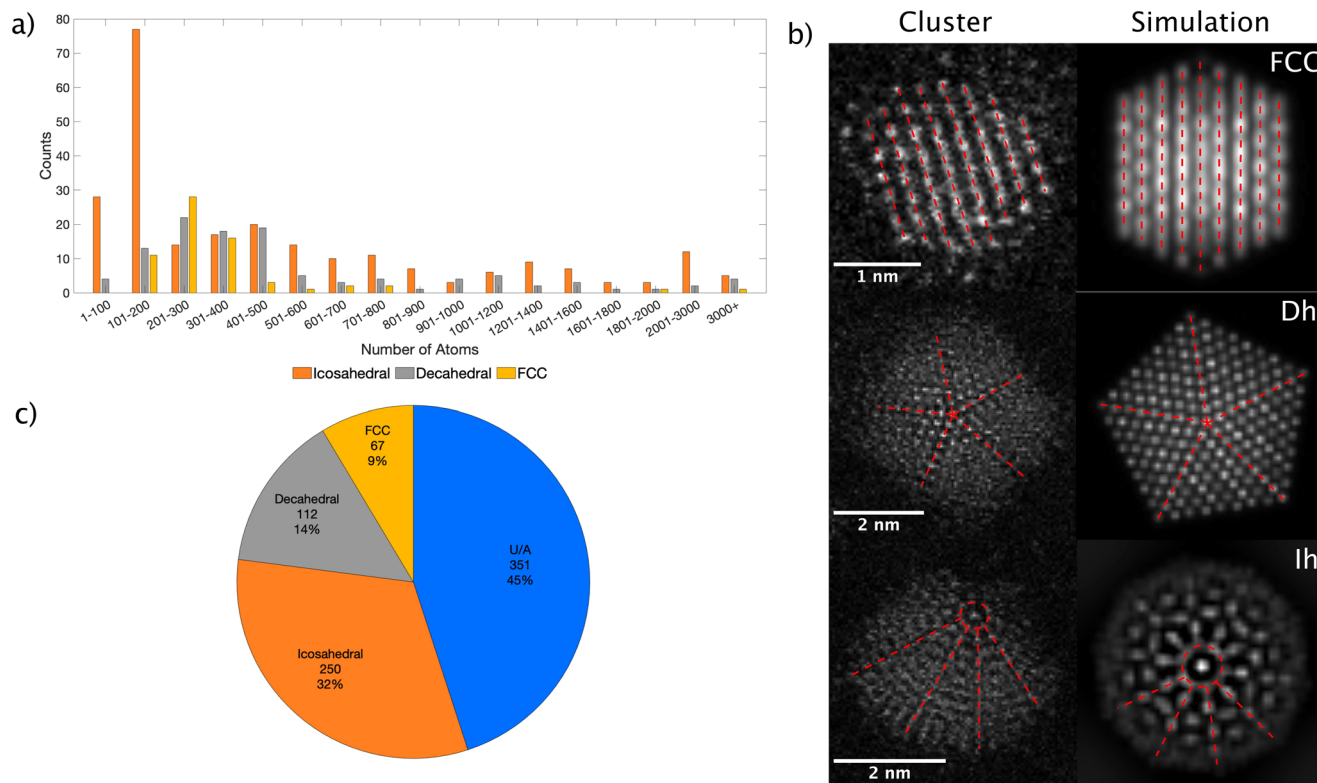 a)
Counts
80
70
60
50
40
30
20
10
0
1-100
101-200
201-300
301-400
401-500
501-600
601-700
701-800
801-900
901-1000
1001-1200
1201-1400
1401-1600
1601-1800
1801-2000
2001-3000
3000+
Number of Atoms
Icosahedral Decahedral FCC
b)
Cluster Simulation
FCC
1 nm
Dh
2 nm
Ih
2 nm
c)
FCC
67
9%
Decahedral
112
14%
U/A
351
45%
Icosahedral
250
32%